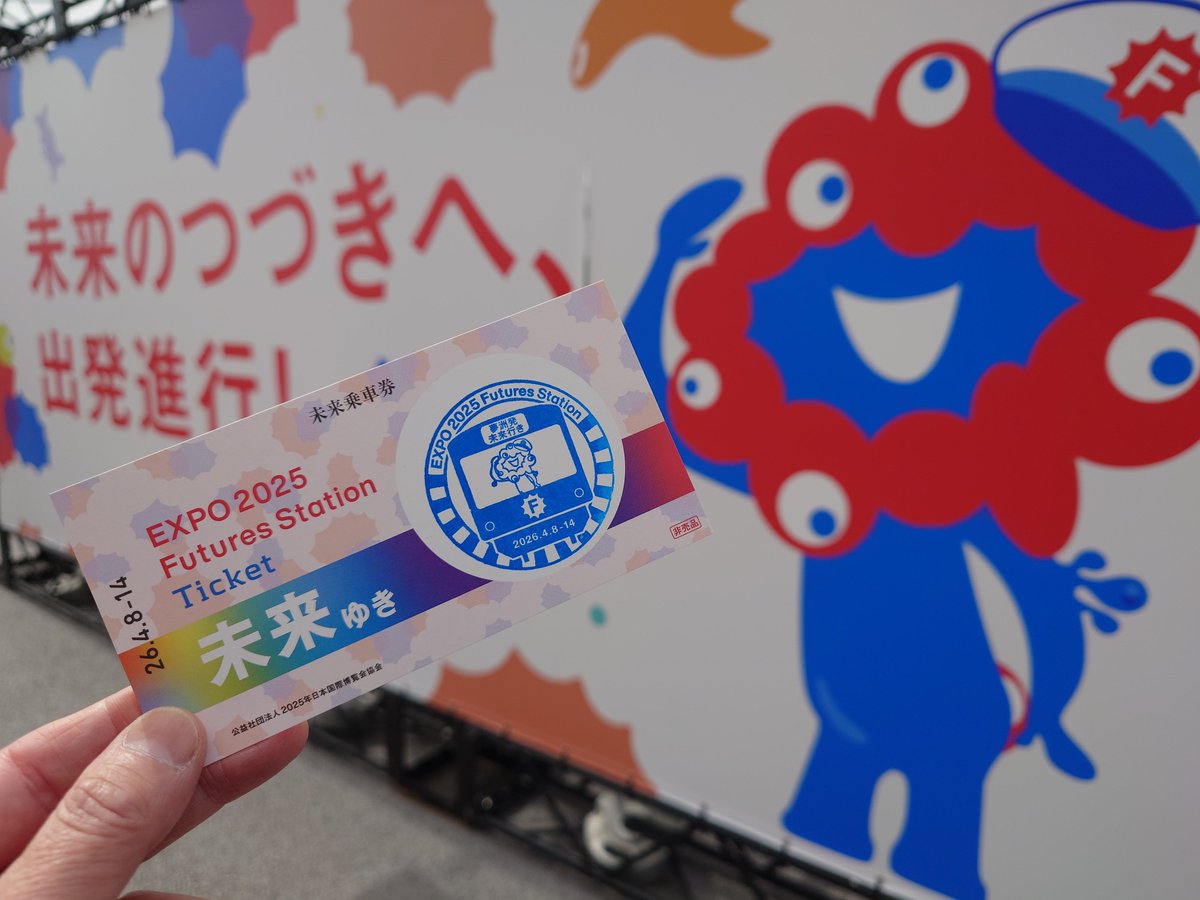 未来のつづきへ、
出発進行!
F
未来乗車券
EXPO 2025
Futures Station
Ticket
未来ゆき
26.4.8-14
公益社団法人 2025年日本国際博覧会協会
EXPO 2025 Futures Station
夢洲発
未来行き
F
2026.4.8-14
非売品